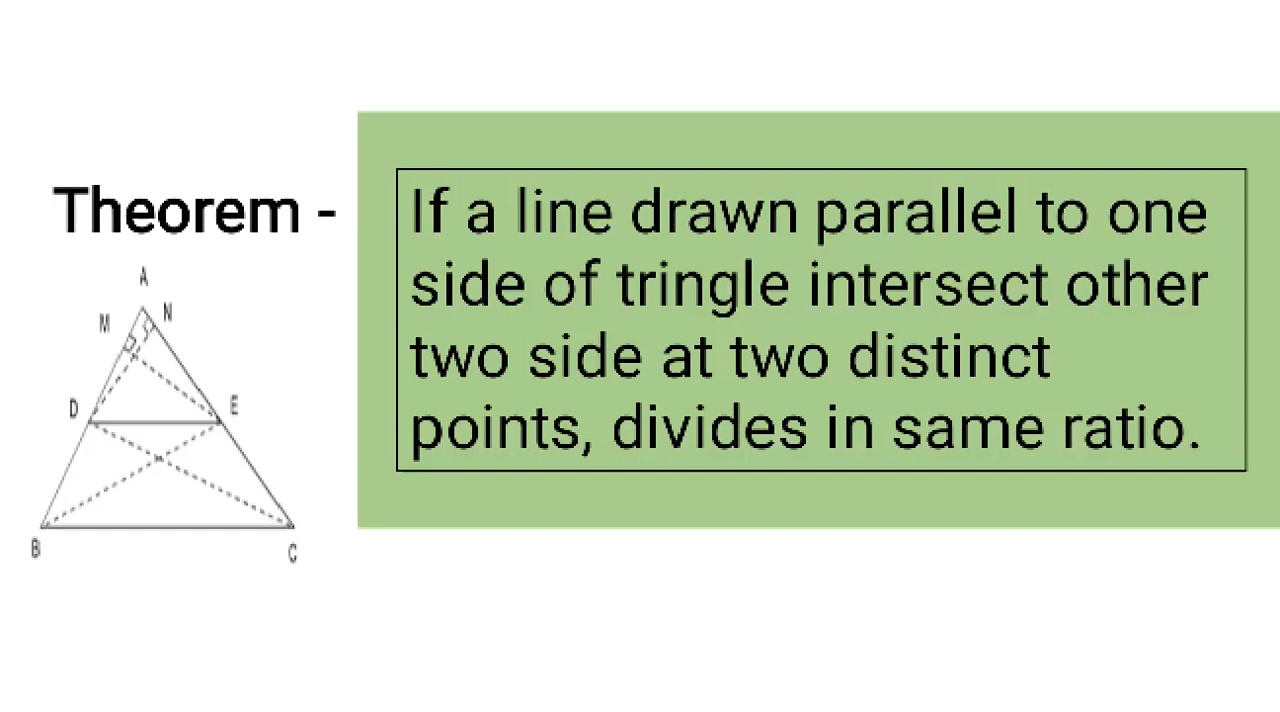 Theorem -
If a line drawn parallel to one
side of tringle intersect other
two side at two distinct
points, divides in same ratio.
A
M
N
D
E
B
C